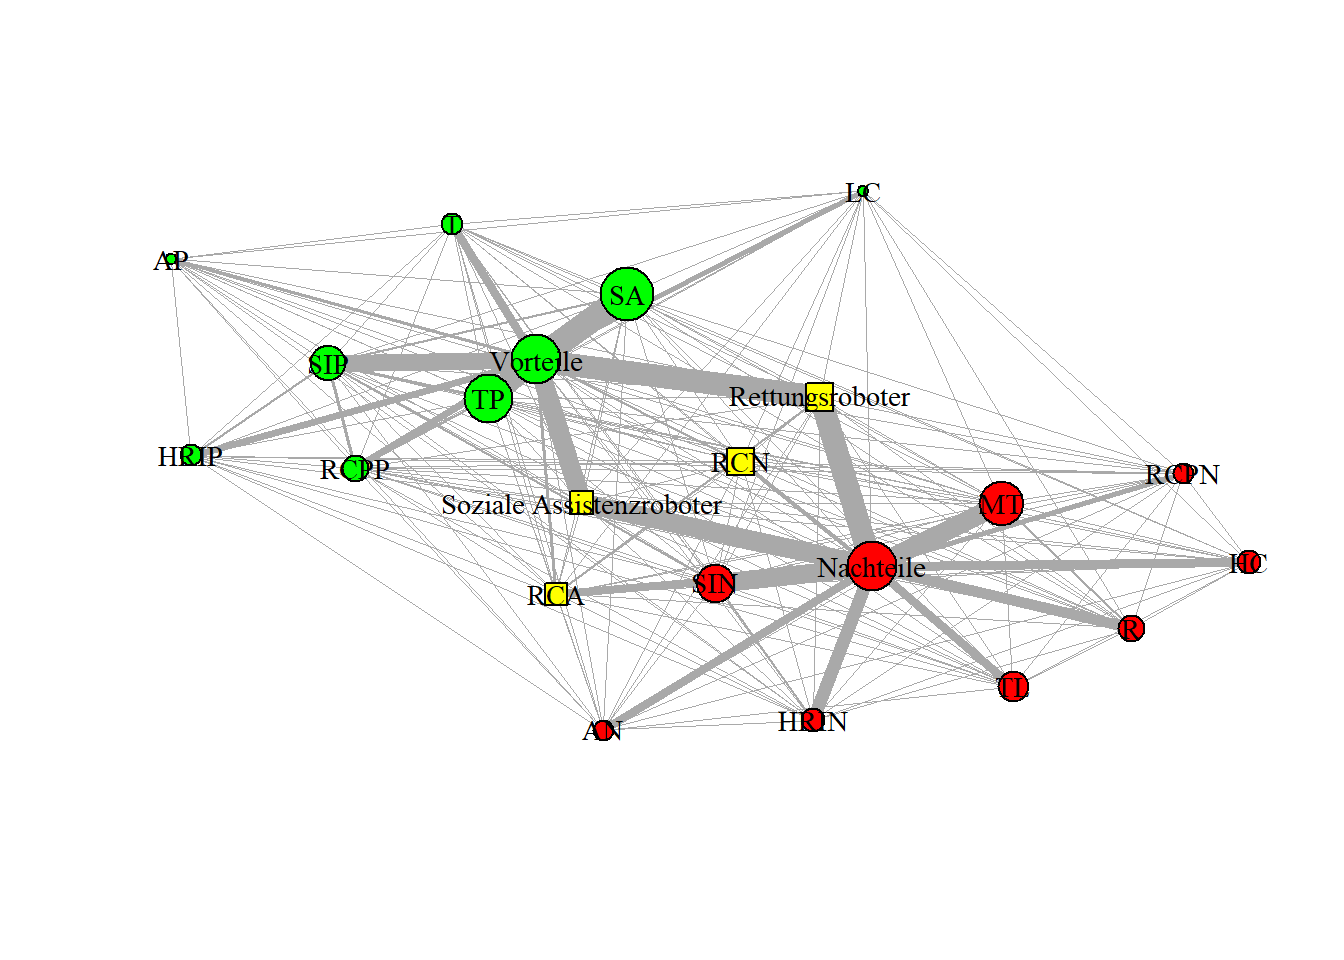 LC
I
AP
SA
SIP
Vorteile
TP
Rettungsroboter
HRIP
RCPP
RCN
RCPN
Soziale Assistenzroboter
MT
Nachteile
HC
SIN
RCA
R
TL
AN
HRIN